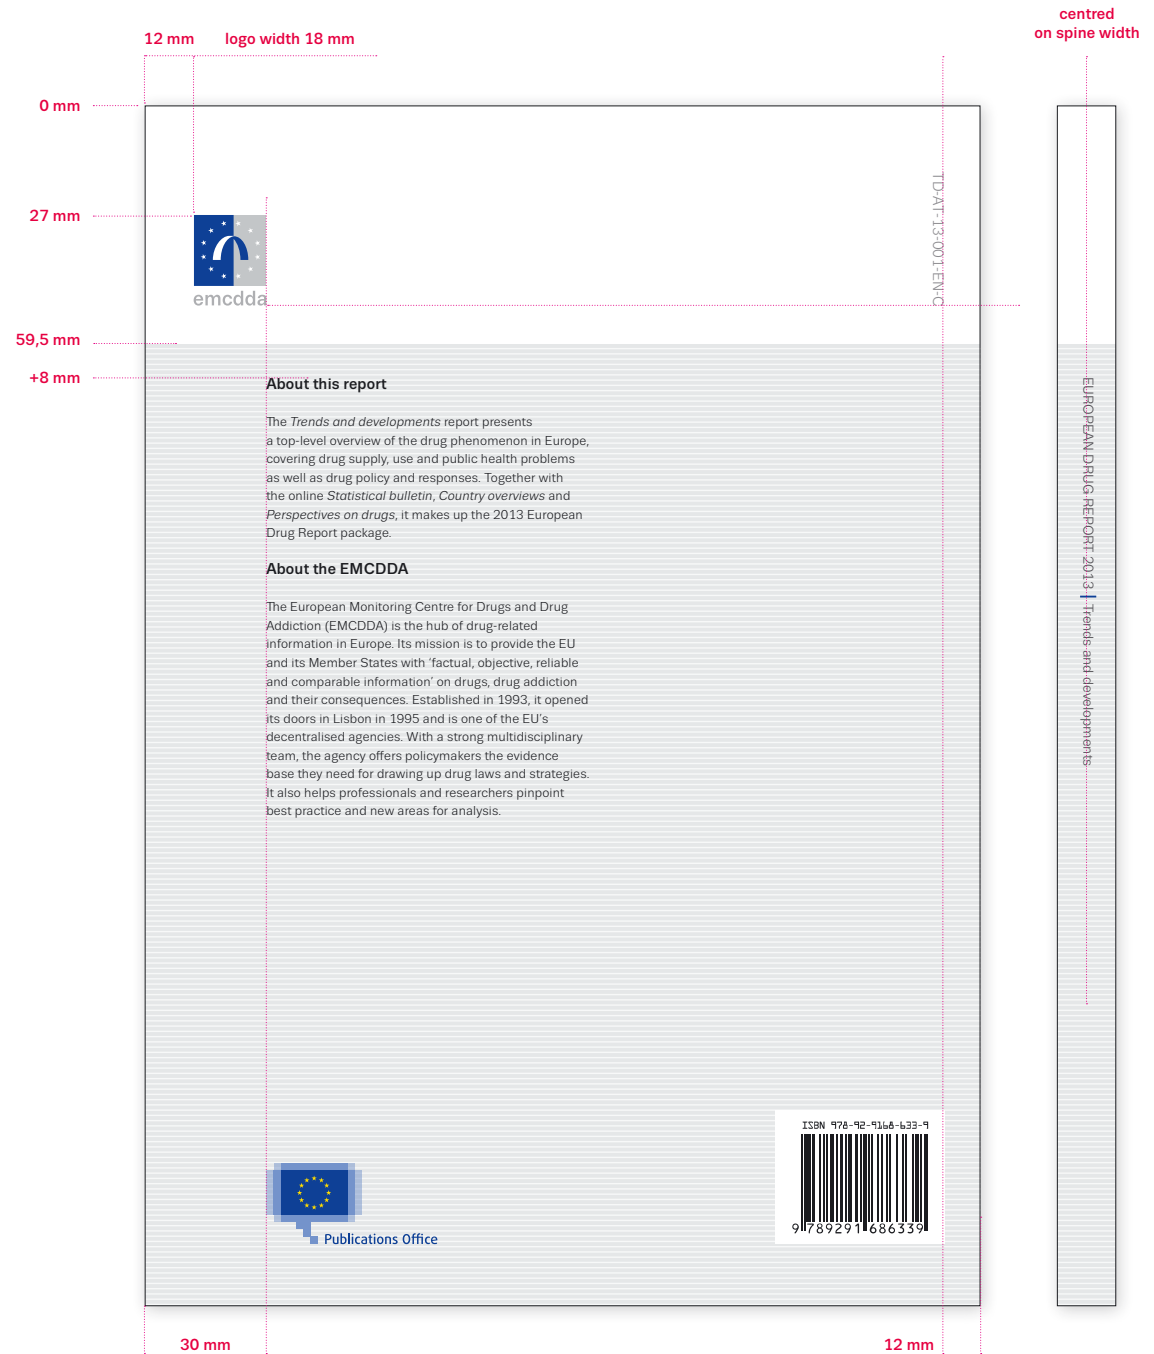 centred
on spine width
12 mm
logo width 18 mm
0 mm
27 mm
59,5 mm
+8 mm
emcdda
TD-AT-13-001-EN-C
About this report
The Trends and developments report presents
a top-level overview of the drug phenomenon in Europe,
covering drug supply, use and public health problems
as well as drug policy and responses. Together with
the online Statistical bulletin, Country overviews and
Perspectives on drugs, it makes up the 2013 European
Drug Report package.
About the EMCDDA
The European Monitoring Centre for Drugs and Drug
Addiction (EMCDDA) is the hub of drug-related
information in Europe. Its mission is to provide the EU
and its Member States with ‘factual, objective, reliable
and comparable information’ on drugs, drug addiction
and their consequences. Established in 1993, it opened
its doors in Lisbon in 1995 and is one of the EU’s
decentralised agencies. With a strong multidisciplinary
team, the agency offers policymakers the evidence
base they need for drawing up drug laws and strategies.
It also helps professionals and researchers pinpoint
best practice and new areas for analysis.
EUROPEAN DRUG REPORT 2013 | Trends and developments
ISBN 978-92-9168-633-9
9 789291 686339
Publications Office
30 mm
12 mm